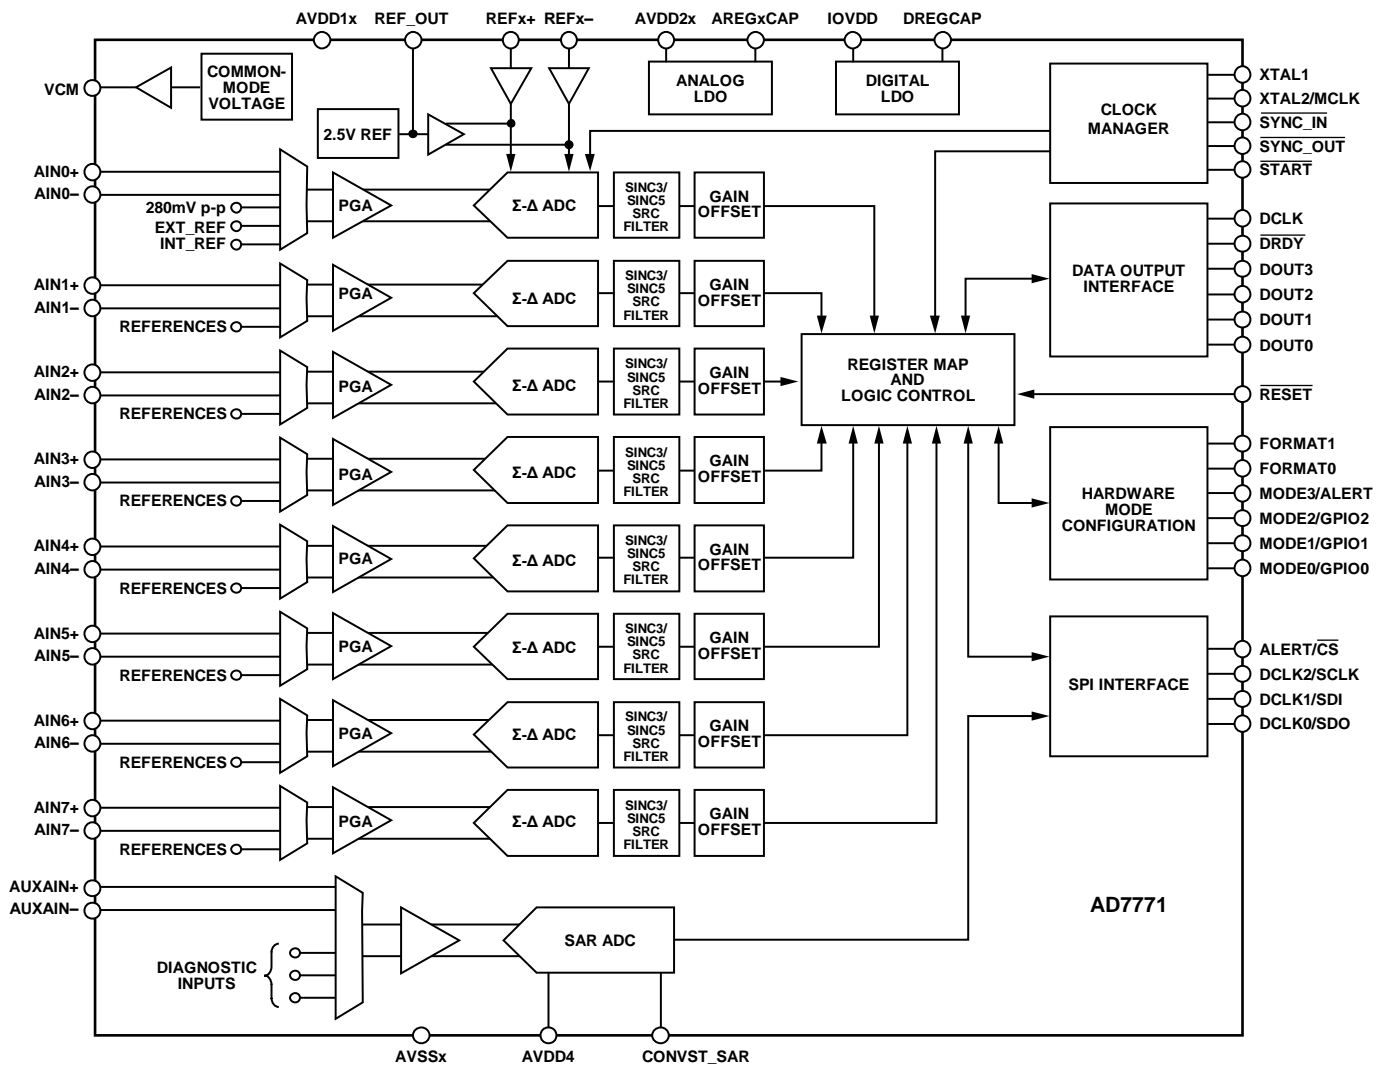 AVDD1x REF_OUT REFx+ REFx– AVDD2x AREGxCAP IOVDD DREGCAP
VCM
COMMON-
MODE
VOLTAGE
2.5V REF
ANALOG
LDO
DIGITAL
LDO
CLOCK
MANAGER
XTAL1
XTAL2/MCLK
SYNC_IN
SYNC_OUT
START
AIN0+
AIN0–
280mV p-p
EXT_REF
INT_REF
PGA
Σ-Δ ADC
SINC3/
SINC5
SRC
FILTER
GAIN
OFFSET
DATA OUTPUT
INTERFACE
DCLK
DRDY
DOUT3
DOUT2
DOUT1
DOUT0
AIN1+
AIN1–
REFERENCES
PGA
Σ-Δ ADC
SINC3/
SINC5
SRC
FILTER
GAIN
OFFSET
REGISTER MAP
AND
LOGIC CONTROL
RESET
AIN2+
AIN2–
REFERENCES
PGA
Σ-Δ ADC
SINC3/
SINC5
SRC
FILTER
GAIN
OFFSET
AIN3+
AIN3–
REFERENCES
PGA
Σ-Δ ADC
SINC3/
SINC5
SRC
FILTER
GAIN
OFFSET
HARDWARE
MODE
CONFIGURATION
FORMAT1
FORMAT0
MODE3/ALERT
MODE2/GPIO2
MODE1/GPIO1
MODE0/GPIO0
AIN4+
AIN4–
REFERENCES
PGA
Σ-Δ ADC
SINC3/
SINC5
SRC
FILTER
GAIN
OFFSET
AIN5+
AIN5–
REFERENCES
PGA
Σ-Δ ADC
SINC3/
SINC5
SRC
FILTER
GAIN
OFFSET
SPI INTERFACE
ALERT/CS
DCLK2/SCLK
DCLK1/SDI
DCLK0/SDO
AIN6+
AIN6–
REFERENCES
PGA
Σ-Δ ADC
SINC3/
SINC5
SRC
FILTER
GAIN
OFFSET
AIN7+
AIN7–
REFERENCES
PGA
Σ-Δ ADC
SINC3/
SINC5
SRC
FILTER
GAIN
OFFSET
AUXAIN+
AUXAIN–
DIAGNOSTIC
INPUTS
SAR ADC
AD7771
AVSSx AVDD4 CONVST_SAR